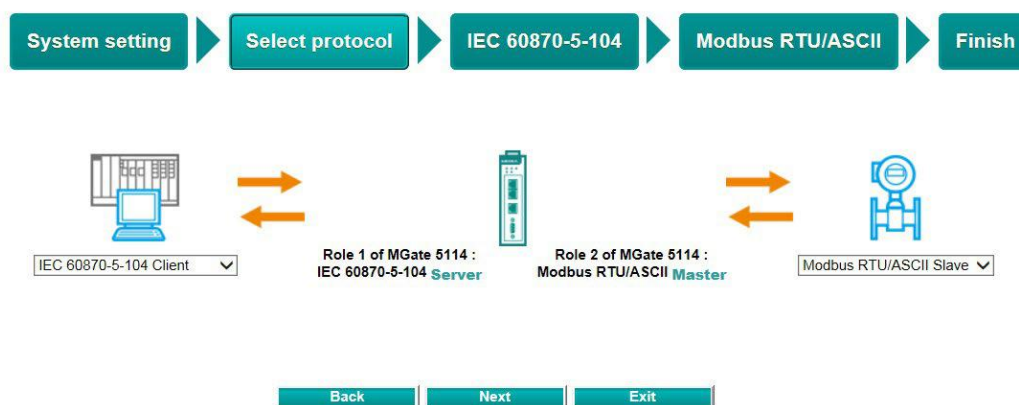 System setting
Select protocol
IEC 60870-5-104
Modbus RTU/ASCII
Finish
IEC 60870-5-104 Client
Role 1 of MGate 5114 :
IEC 60870-5-104 Server
Role 2 of MGate 5114 :
Modbus RTU/ASCII Master
Modbus RTU/ASCII Slave
Back
Next
Exit